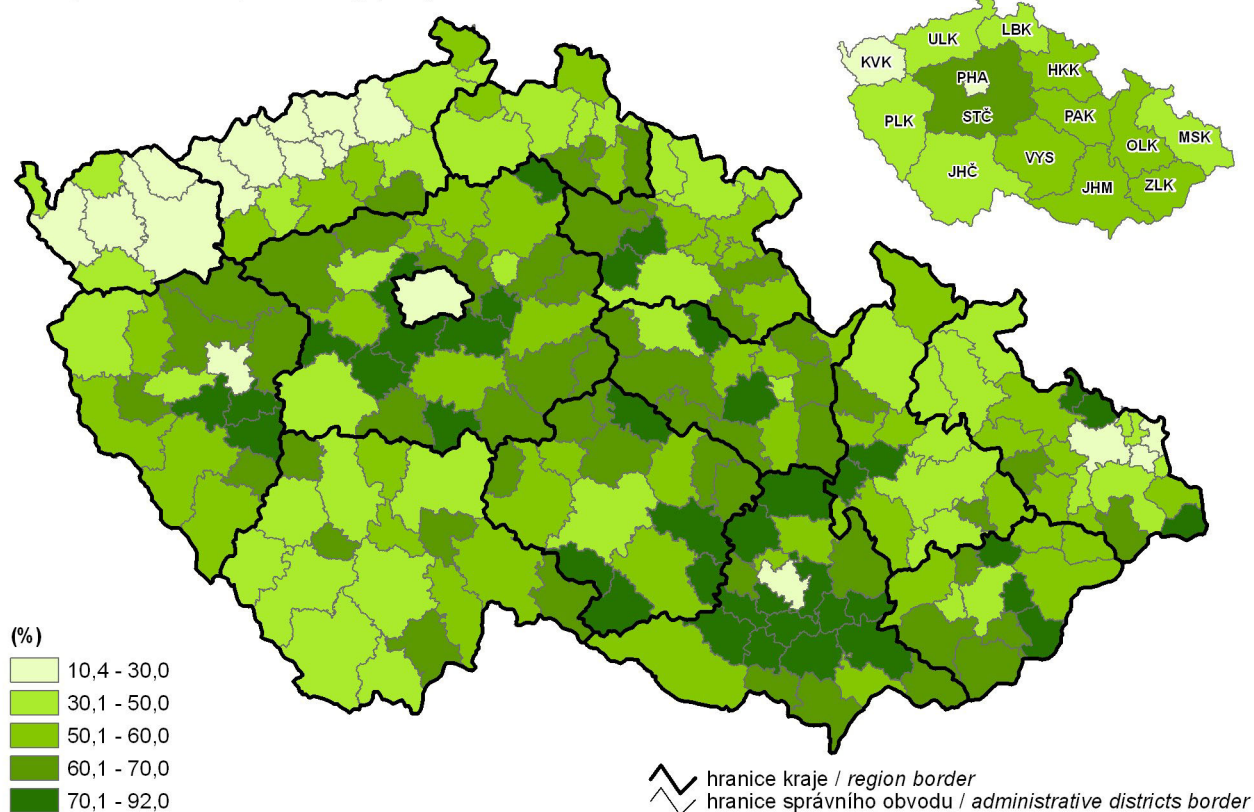 ULK
LBK
KVK
PHA
HKK
PLK
STČ
PAK
OLK
MSK
JHČ
VYS
JHM
ZLK
(%)
10,4 - 30,0
30,1 - 50,0
50,1 - 60,0
60,1 - 70,0
70,1 - 92,0
hranice kraje / region border
hranice správního obvodu / administrative districts border